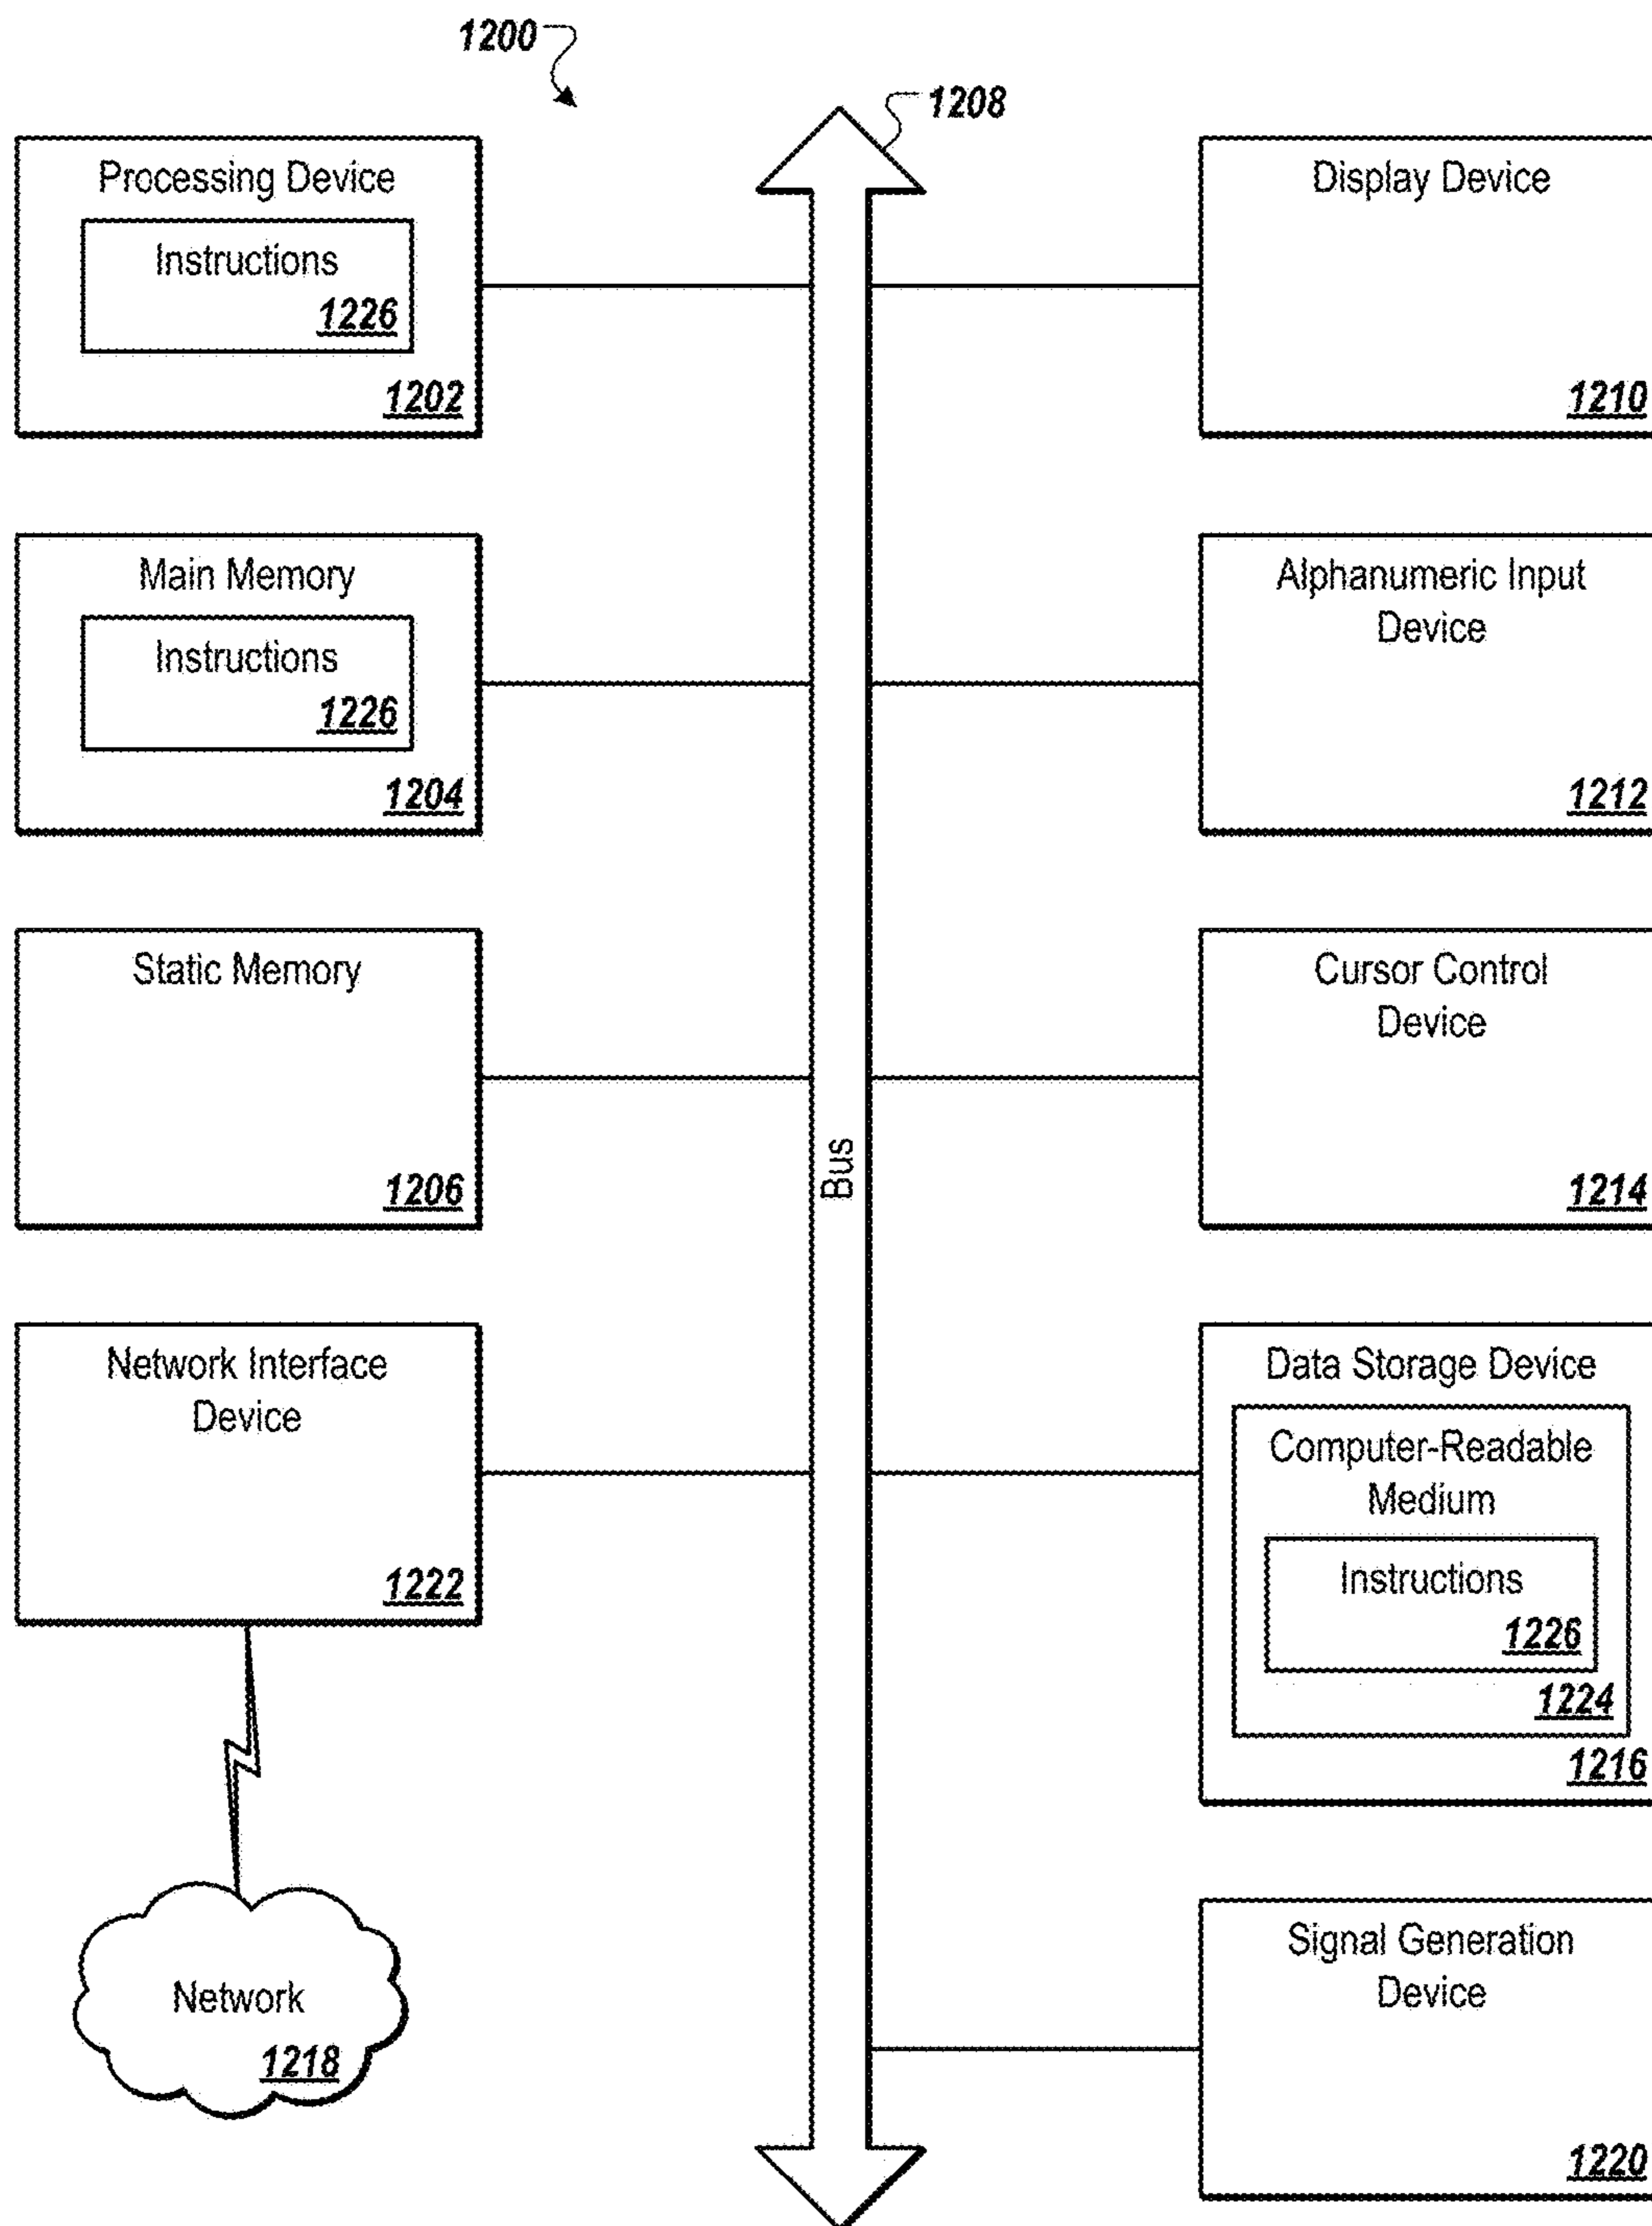 1200
1208
Processing Device
Instructions
1226
1202
Display Device
1210
Main Memory
Instructions
1226
1204
Alphanumeric Input
Device
1212
Static Memory
1206
Cursor Control
Device
1214
Bus
Network Interface
Device
1222
Data Storage Device
Computer-Readable
Medium
Instructions
1226
1224
1216
Network
1218
Signal Generation
Device
1220